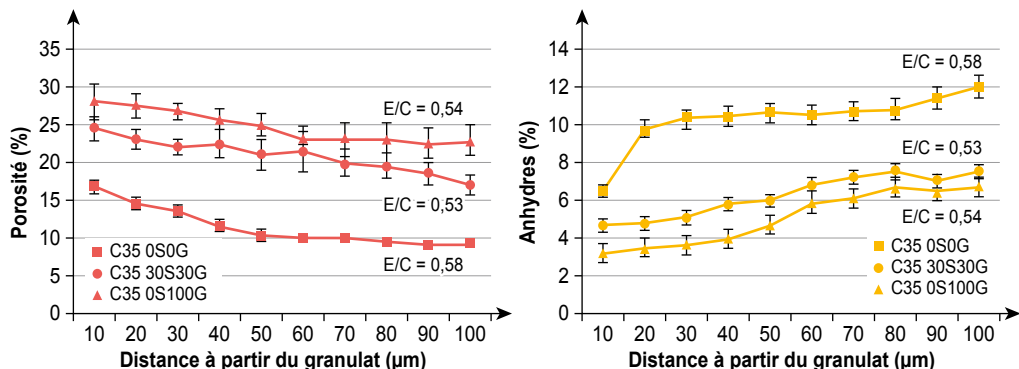 Porosité (%)
35
30
25
20
15
10
5
0
E/C = 0,54
E/C = 0,53
E/C = 0,58
C35 0S0G
C35 30S30G
C35 0S100G
10 20 30 40 50 60 70 80 90 100
Distance à partir du granulat (µm)
Anhydres (%)
14
12
10
8
6
4
2
0
E/C = 0,58
E/C = 0,53
E/C = 0,54
C35 0S0G
C35 30S30G
C35 0S100G
10 20 30 40 50 60 70 80 90 100
Distance à partir du granulat (µm)